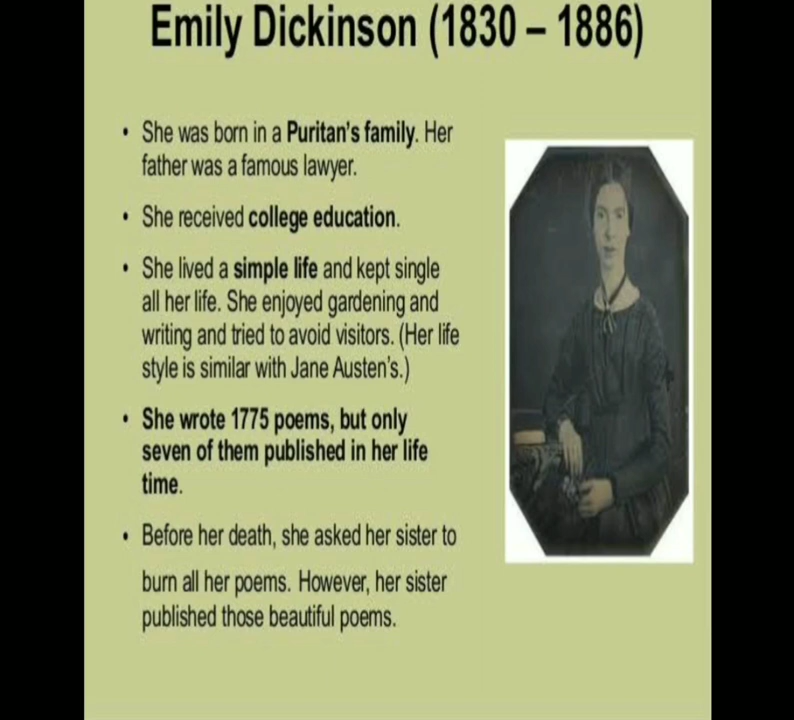 Emily Dickinson (1830 – 1886)
• She was born in a Puritan's family. Her
father was a famous lawyer.
• She received college education.
• She lived a simple life and kept single
all her life. She enjoyed gardening and
writing and tried to avoid visitors. (Her life
style is similar with Jane Austen's.)
• She wrote 1775 poems, but only
seven of them published in her life
time.
• Before her death, she asked her sister to
burn all her poems. However, her sister
published those beautiful poems.